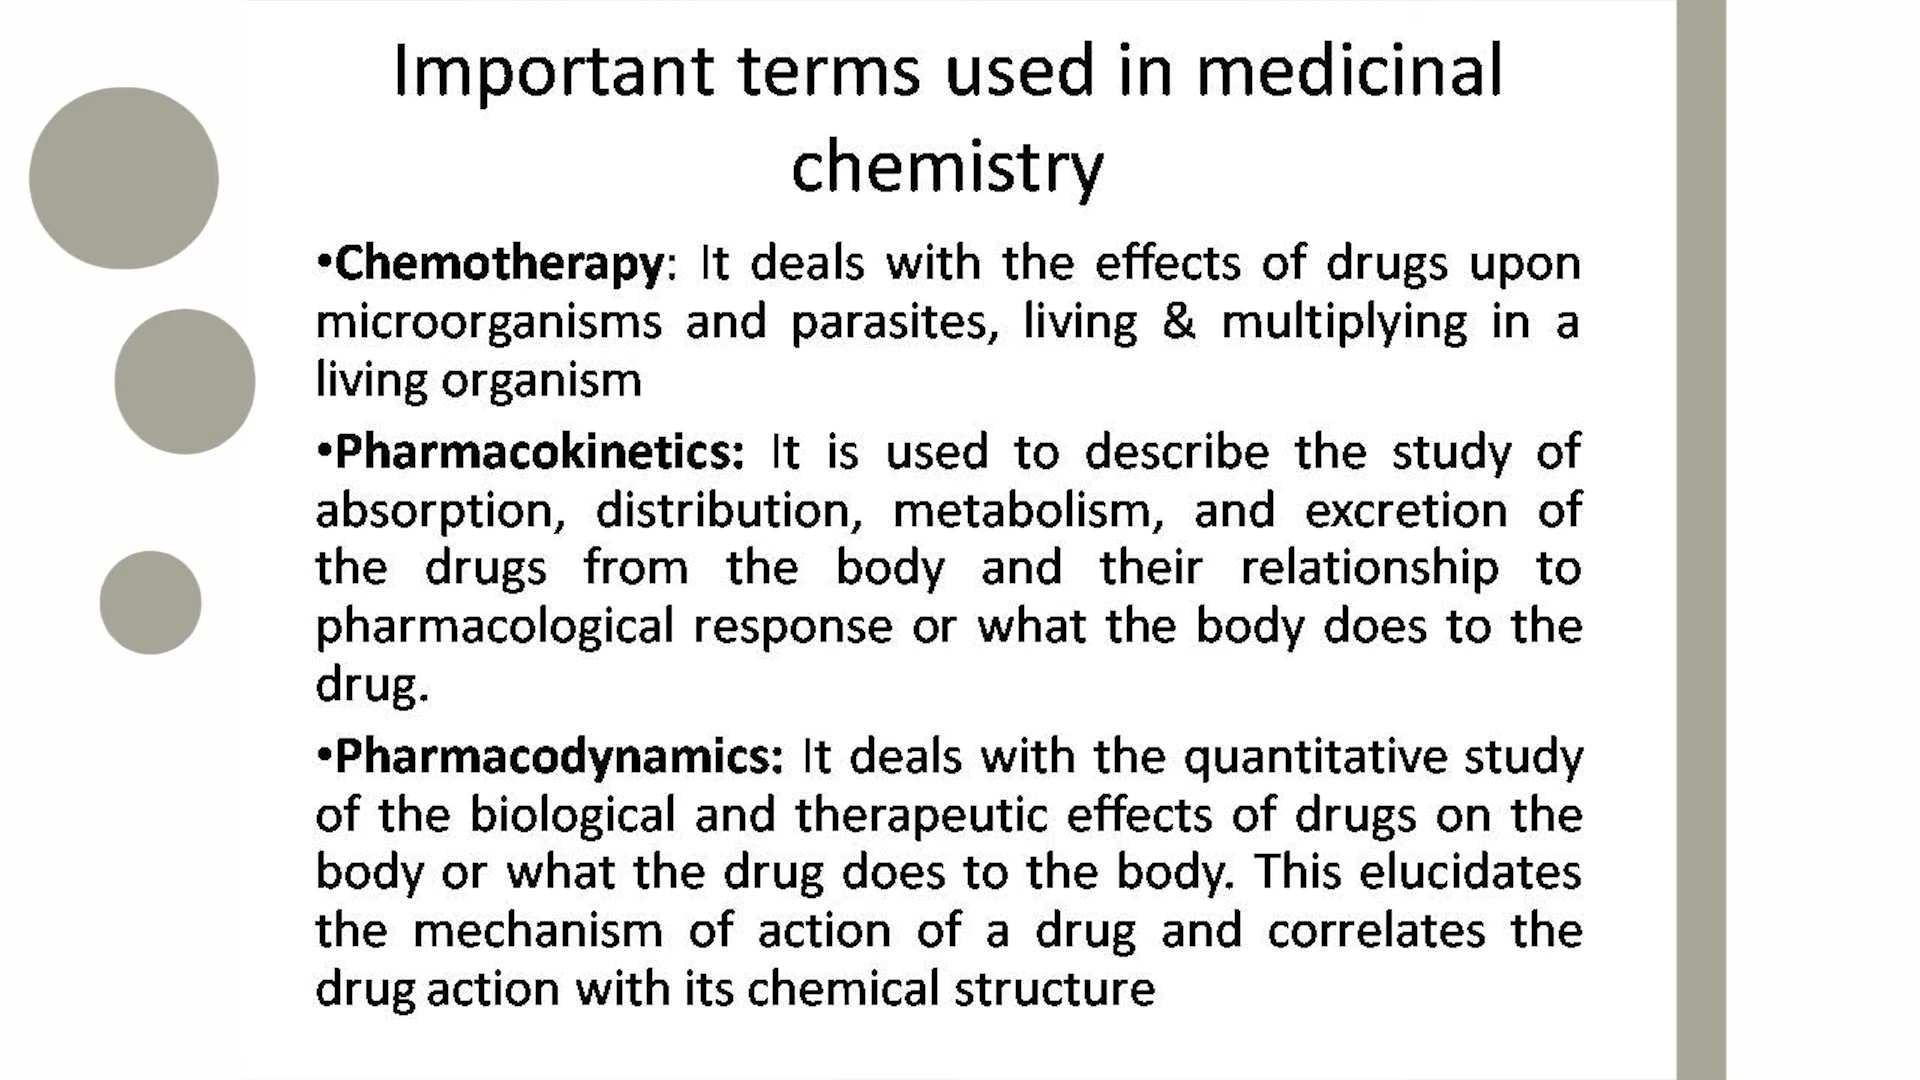 Important terms used in medicinal
chemistry
•Chemotherapy: It deals with the effects of drugs upon
microorganisms and parasites, living & multiplying in a
living organism
•Pharmacokinetics: It is used to describe the study of
absorption, distribution, metabolism, and excretion of
the drugs from the body and their relationship to
pharmacological response or what the body does to the
drug.
•Pharmacodynamics: It deals with the quantitative study
of the biological and therapeutic effects of drugs on the
body or what the drug does to the body. This elucidates
the mechanism of action of a drug and correlates the
drug action with its chemical structure